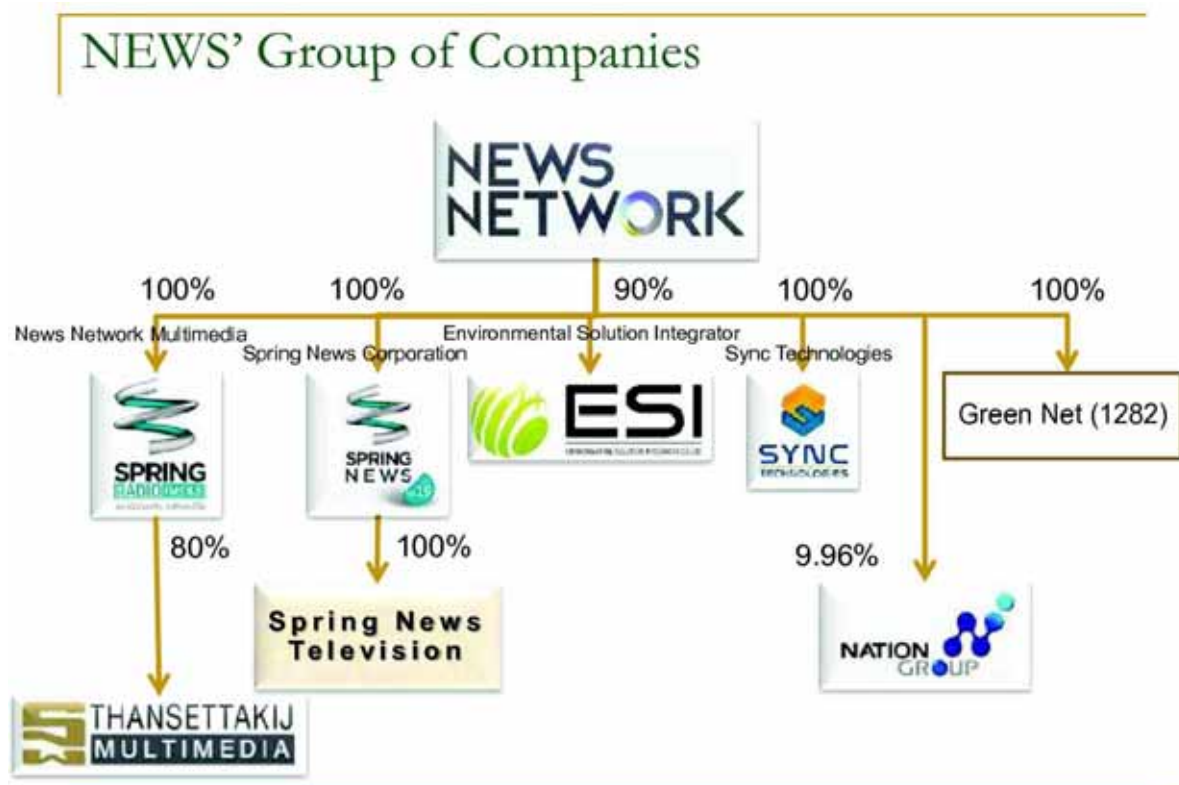 NEWS’ Group of Companies
NEWS
NETWORK
100%
100%
90%
100%
100%
News Network Multimedia
Spring News Corporation
Environmental Solution Integrator
Sync Technologies
SPRING
RADIO
SPRING
NEWS
ESI
SYNC
TECHNOLOGIES
Green Net (1282)
80%
100%
9.96%
Spring News
Television
NATION
GROUP
THANSETTAKIJ
MULTIMEDIA